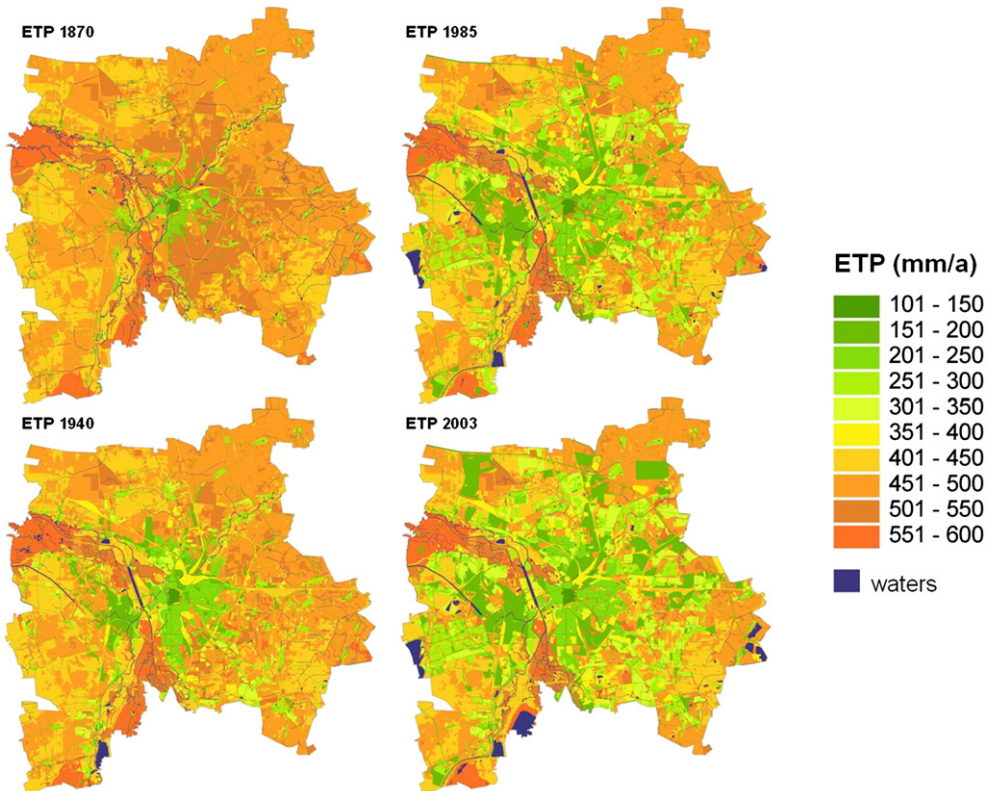 ETP 1870
ETP 1985
ETP 1940
ETP 2003
ETP (mm/a)
101 - 150
151 - 200
201 - 250
251 - 300
301 - 350
351 - 400
401 - 450
451 - 500
501 - 550
551 - 600
waters